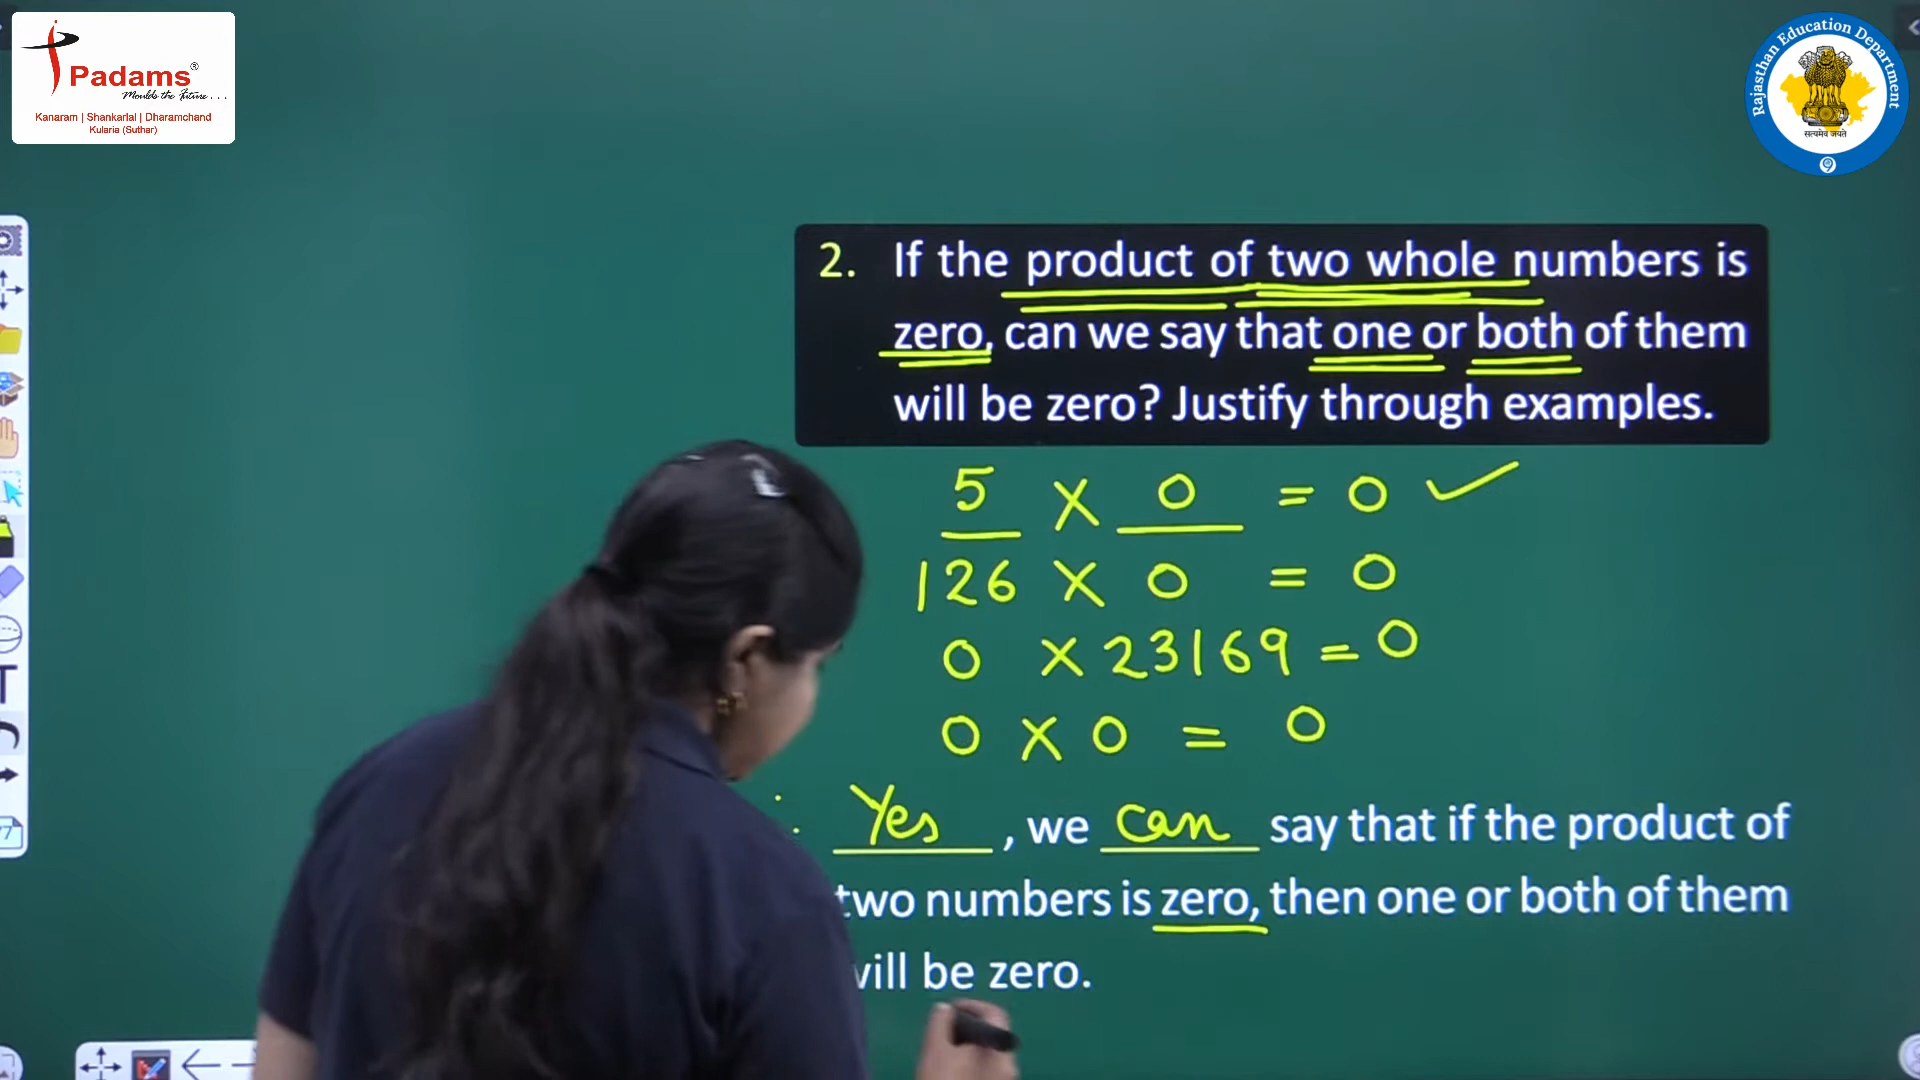 Padams®
Moulds the Future...
Kanaram | Shankarlal | Dharamchand
Kularia (Suthar)
Rajasthan Education Department
सत्यमेव जयते
2. If the product of two whole numbers is
zero, can we say that one or both of them
will be zero? Justify through examples.
5 X 0 = 0 ✓
126 X 0 = 0
0 X 23169 = 0
0 X 0 = 0
Yes, we can say that if the product of
two numbers is zero, then one or both of them
will be zero.